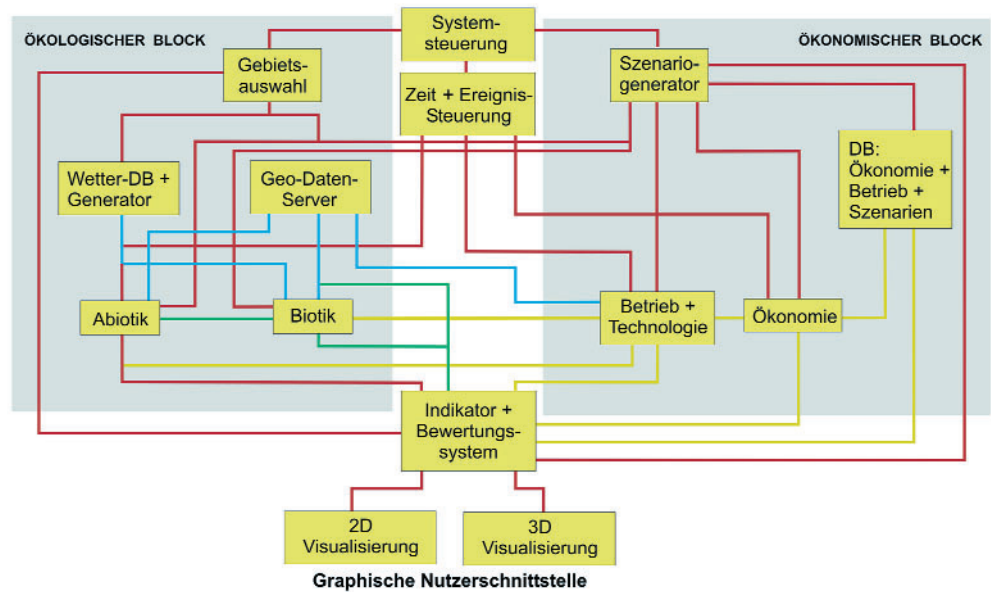 System-
steuerung
ÖKOLOGISCHER BLOCK
ÖKONOMISCHER BLOCK
Gebiets-
auswahl
Zeit + Ereignis-
Steuerung
Szenario-
generator
Wetter-DB +
Generator
Geo-Daten-
Server
DB:
Ökonomie +
Betrieb +
Szenarien
Abiotik
Biotik
Betrieb +
Technologie
Ökonomie
Indikator +
Bewertungs-
system
2D
Visualisierung
3D
Visualisierung
Graphische Nutzerschnittstelle